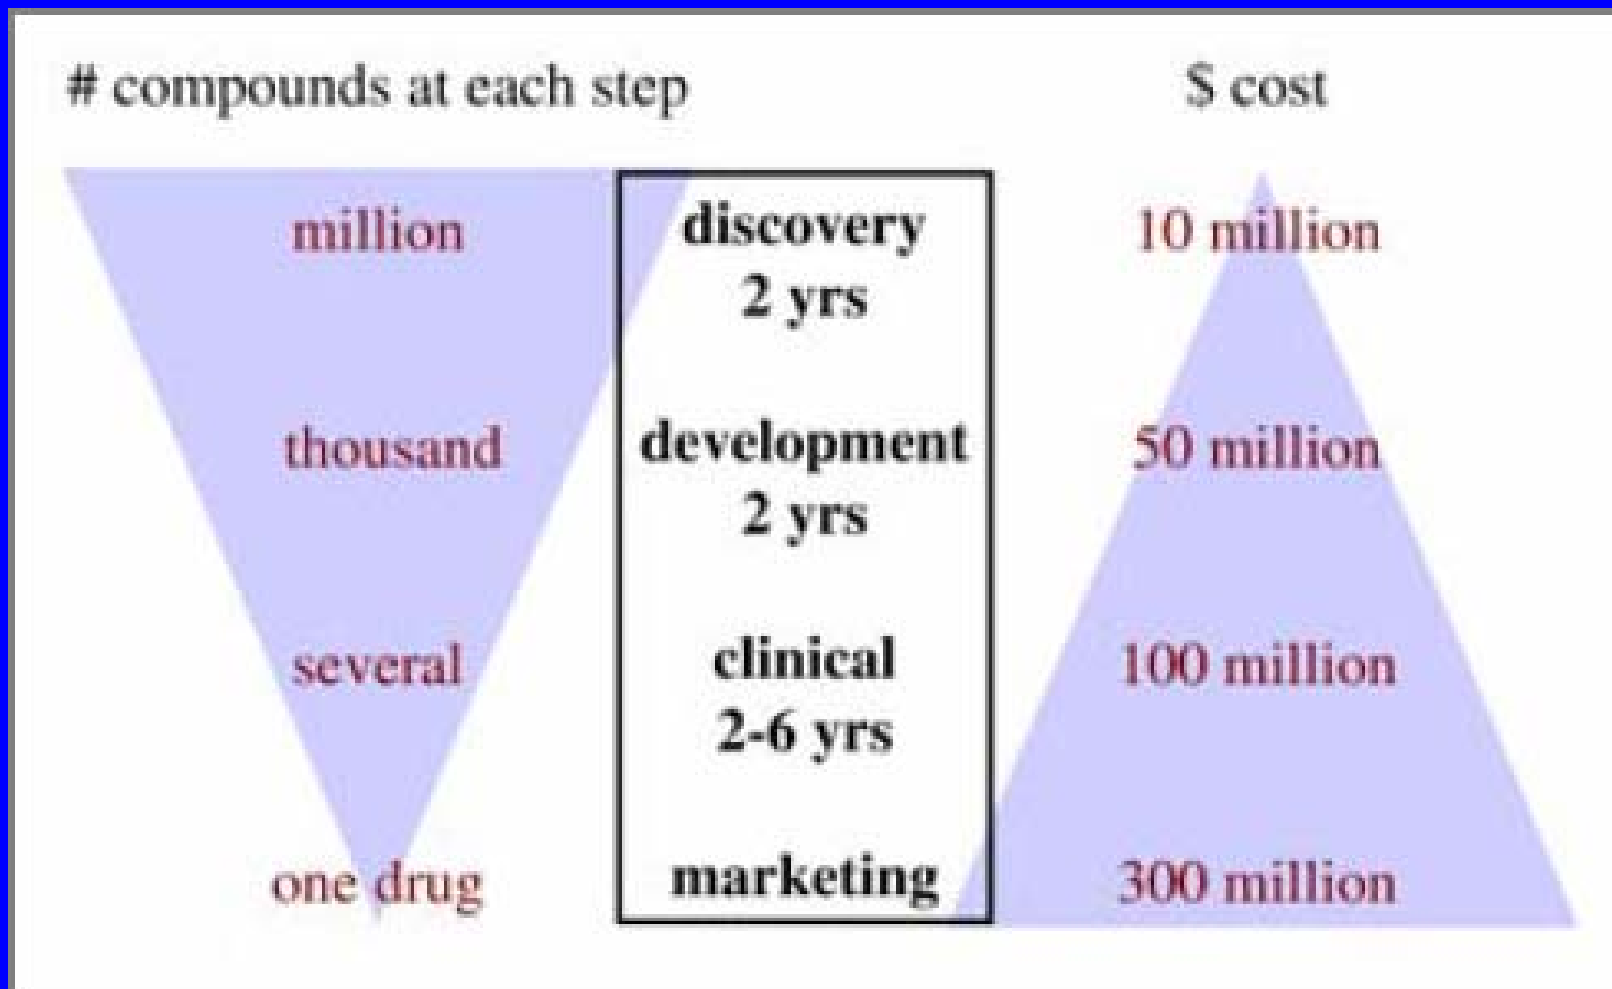 # compounds at each step
$ cost
million
discovery
2 yrs
10 million
thousand
development
2 yrs
50 million
several
clinical
2-6 yrs
100 million
one drug
marketing
300 million